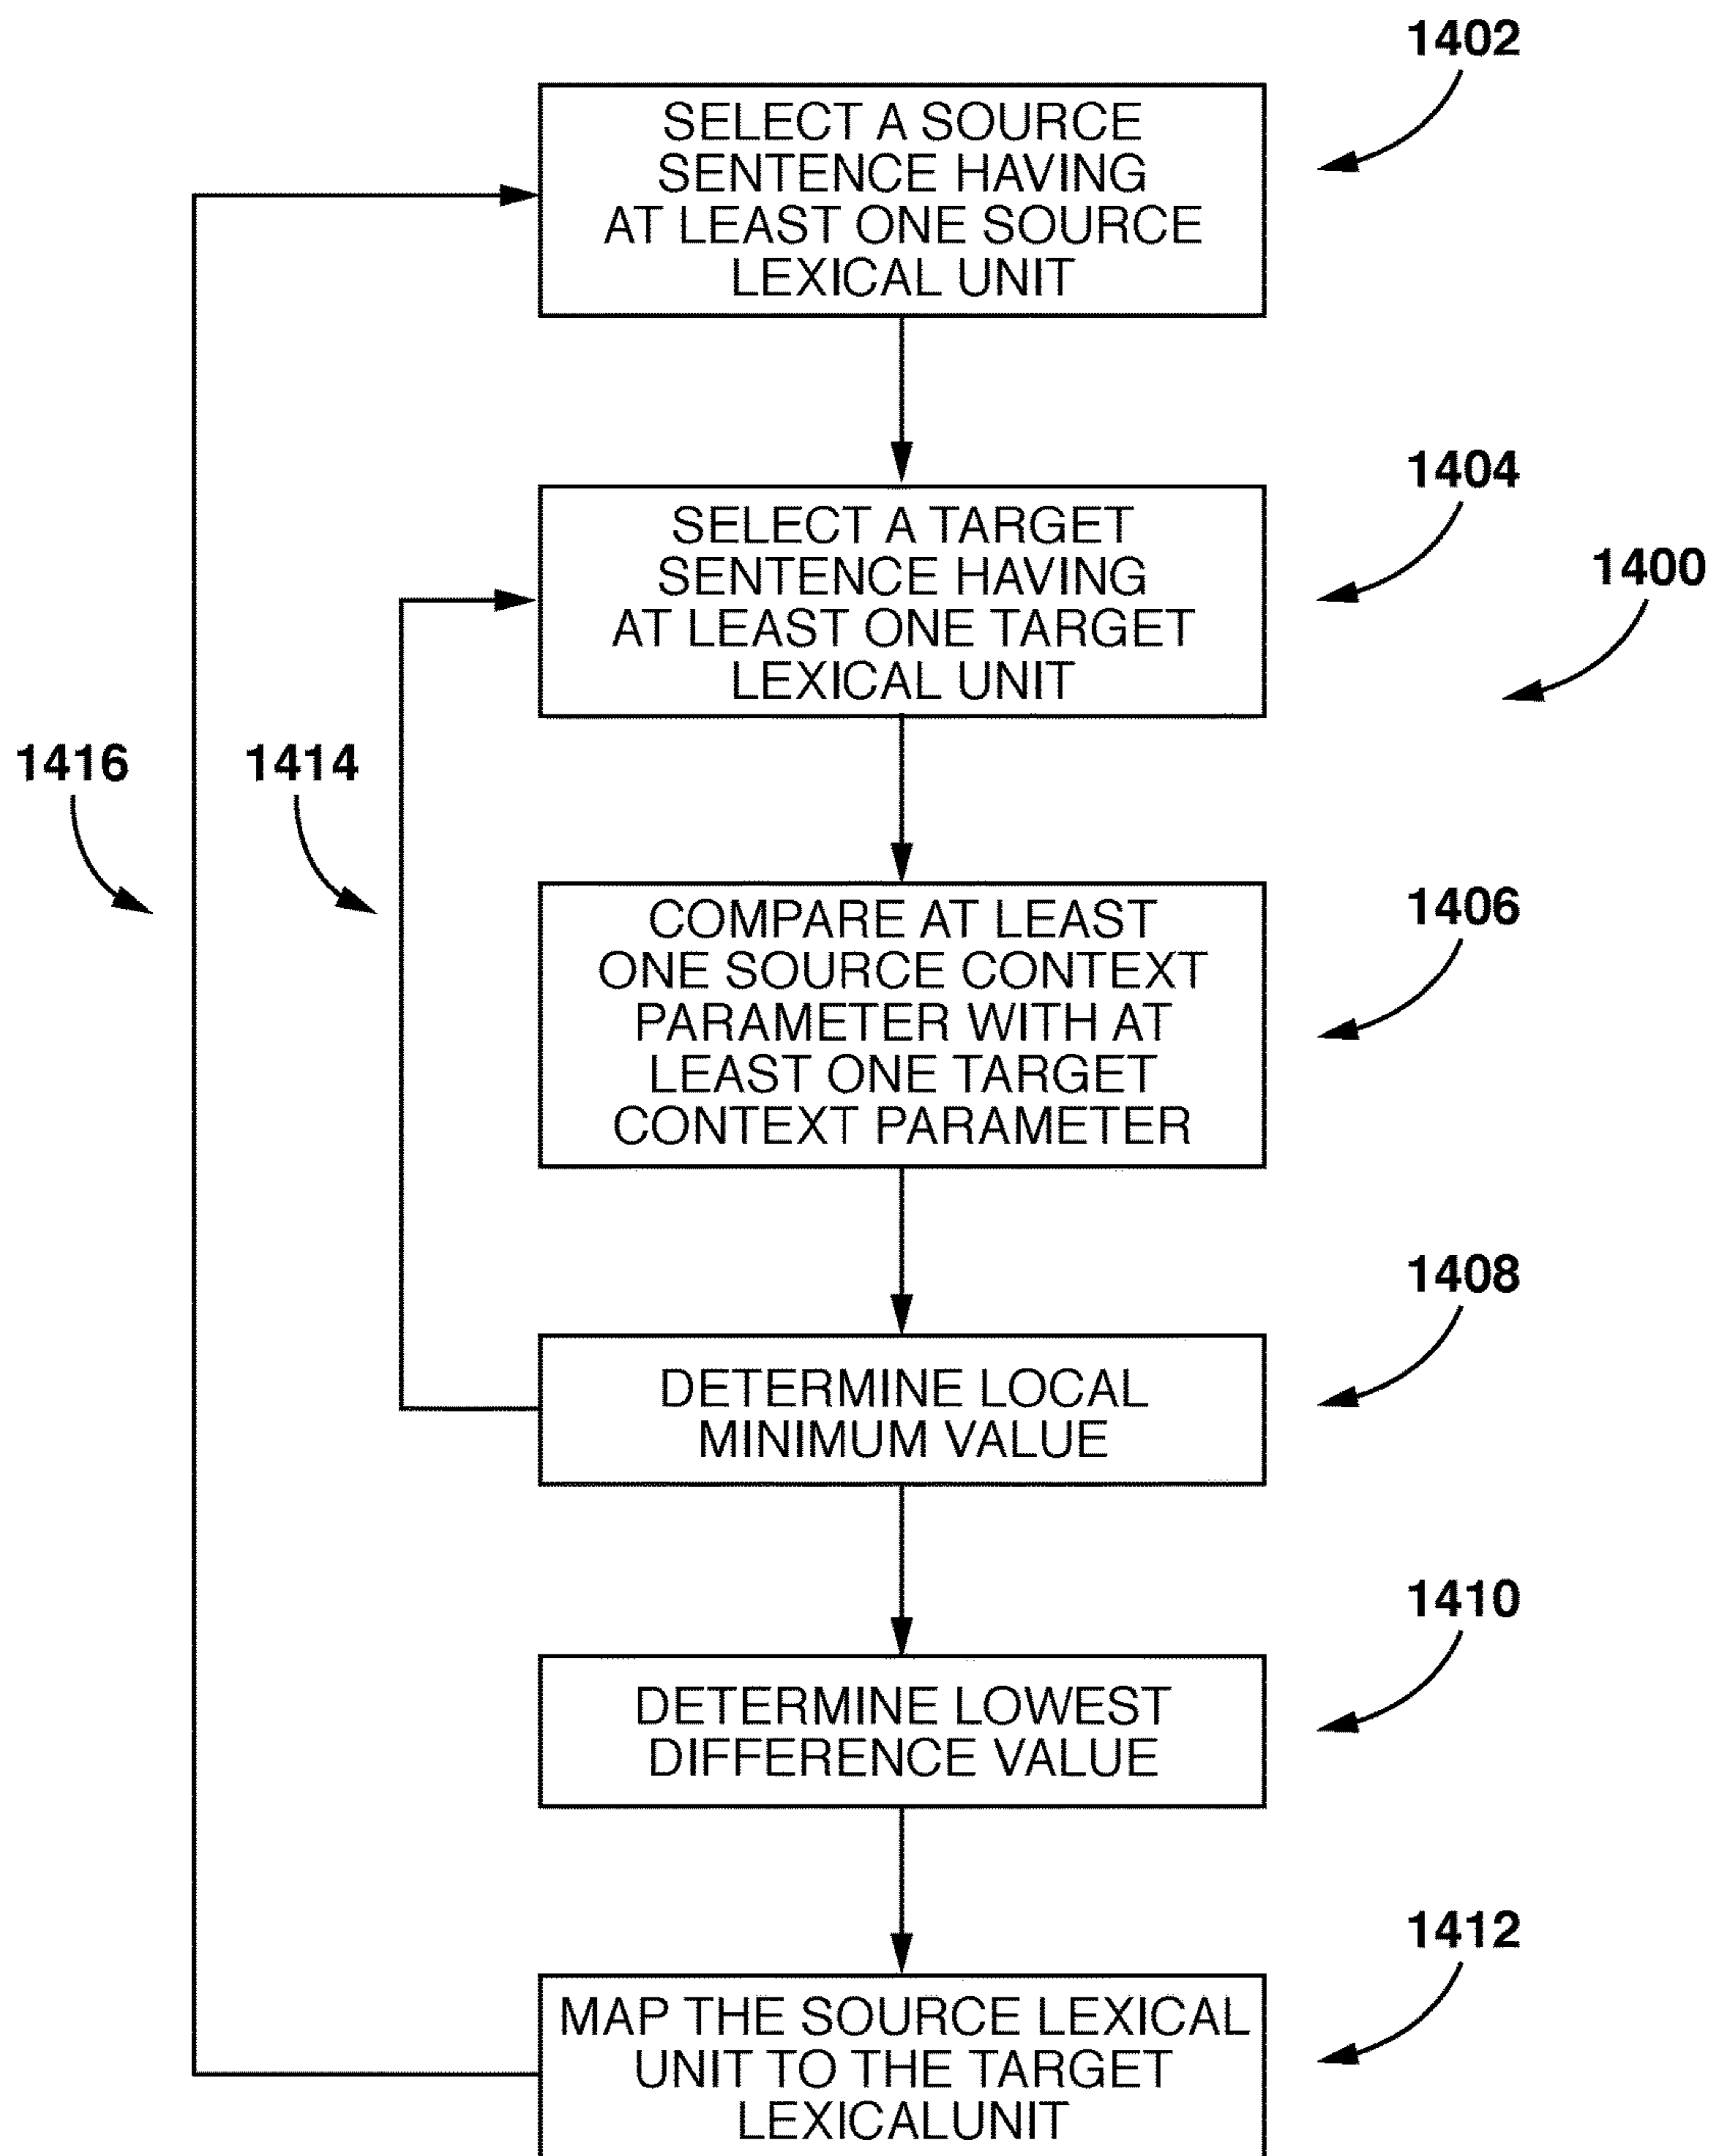 1402
SELECT A SOURCE
SENTENCE HAVING
AT LEAST ONE SOURCE
LEXICAL UNIT
1404
SELECT A TARGET
SENTENCE HAVING
AT LEAST ONE TARGET
LEXICAL UNIT
1400
1416
1414
COMPARE AT LEAST
ONE SOURCE CONTEXT
PARAMETER WITH AT
LEAST ONE TARGET
CONTEXT PARAMETER
1406
1408
DETERMINE LOCAL
MINIMUM VALUE
1410
DETERMINE LOWEST
DIFFERENCE VALUE
1412
MAP THE SOURCE LEXICAL
UNIT TO THE TARGET
LEXICALUNIT